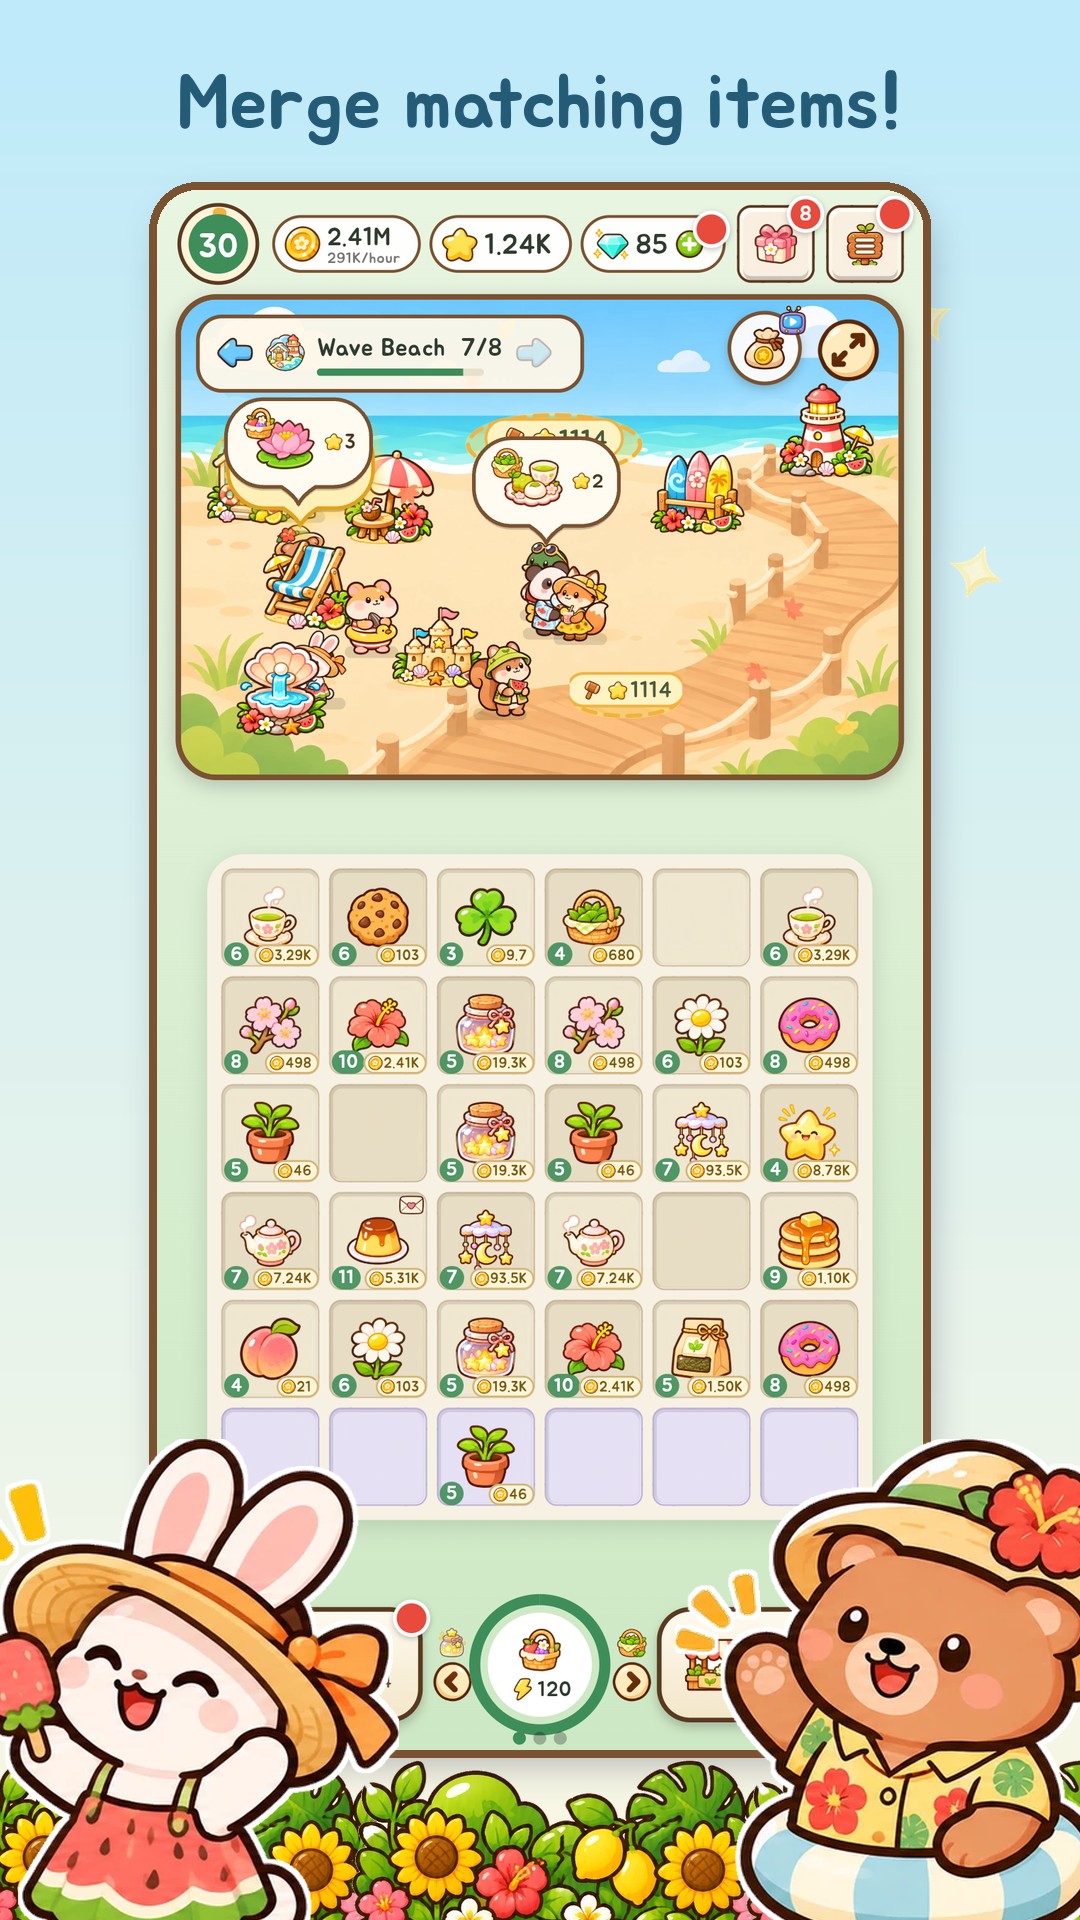 Merge matching items!
30
2.41M
291K/hour
1.24K
85
8
Wave Beach 7/8
3
1114
2
1114
6 3.29K
6 103
3 9.7
4 680
6 3.29K
8 498
10 2.41K
5 19.3K
8 498
6 103
8 498
5 46
5 19.3K
5 46
7 93.5K
4 8.78K
7 7.24K
11 5.31K
7 93.5K
7 7.24K
9 1.10K
4 21
6 103
5 19.3K
10 2.41K
5 1.50K
8 498
5 46
120